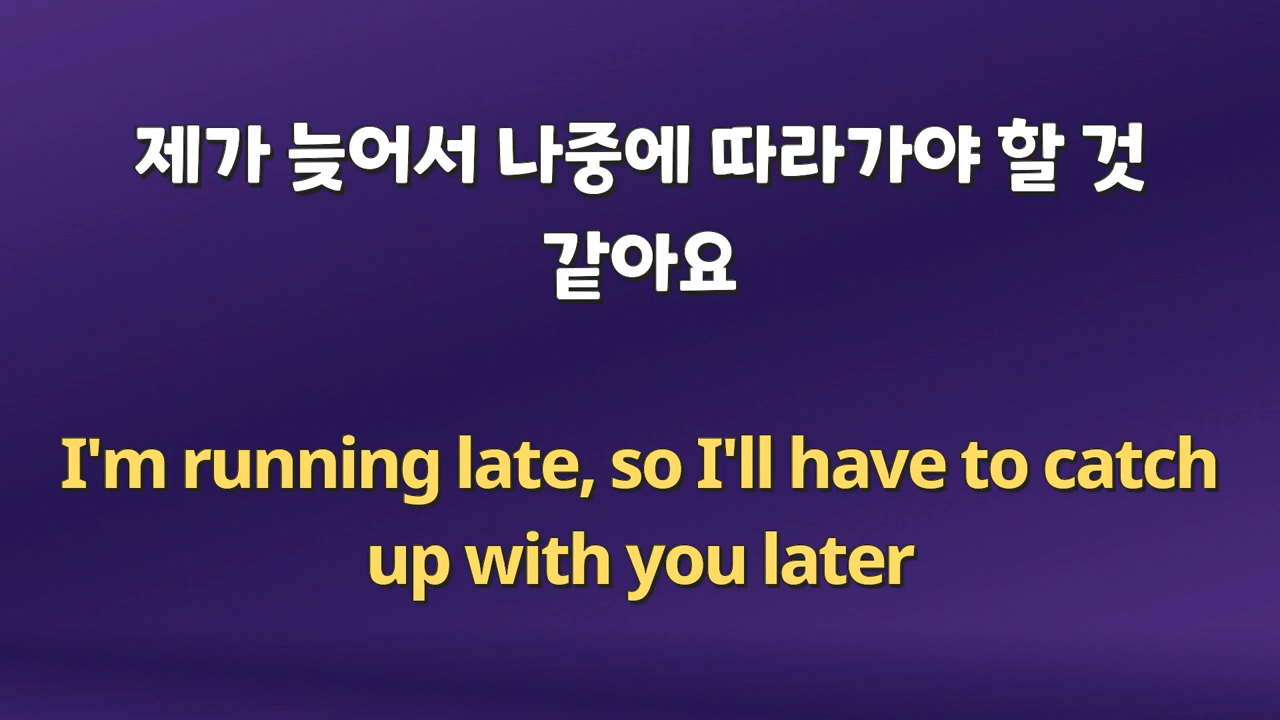 제가 늦어서 나중에 따라가야 할 것
같아요
I'm running late, so I'll have to catch
up with you later